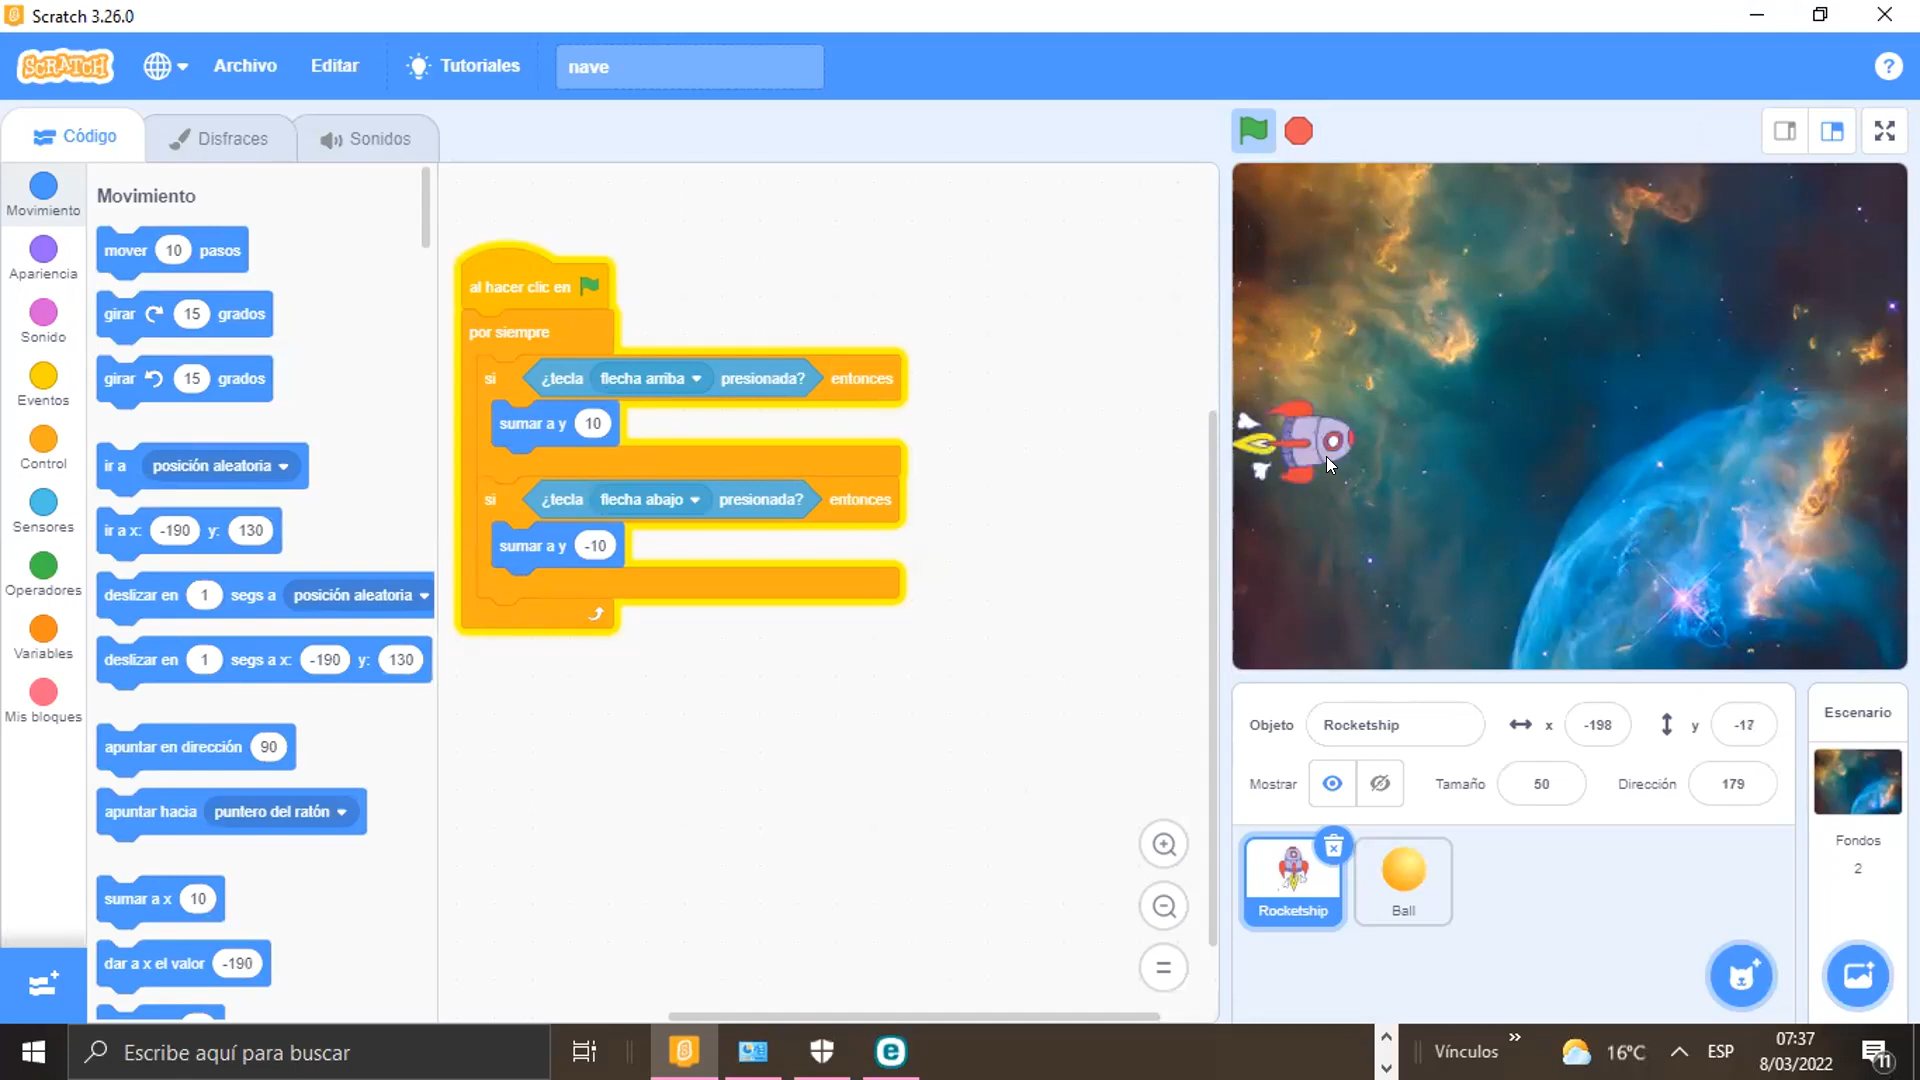 Scratch 3.26.0
SCRATCH
Archivo
Editar
Tutoriales
nave
?
Código
Disfraces
Sonidos
Movimiento
Apariencia
Sonido
Eventos
Control
Sensores
Operadores
Variables
Mis bloques
Movimiento
mover 10 pasos
girar 15 grados
girar 15 grados
ir a posición aleatoria
ir a x: -190 y: 130
deslizar en 1 segs a posición aleatoria
deslizar en 1 segs a x: -190 y: 130
apuntar en dirección 90
apuntar hacia puntero del ratón
sumar a x 10
dar a x el valor -190
al hacer clic en
por siempre
si ¿tecla flecha arriba presionada? entonces
sumar a y 10
si ¿tecla flecha abajo presionada? entonces
sumar a y -10
Objeto Rocketship x -198 y -17
Mostrar Tamaño 50 Dirección 179
Rocketship
Ball
Escenario
Fondos
2
Escribe aquí para buscar
Vínculos
16°C
ESP
07:37
8/03/2022
11